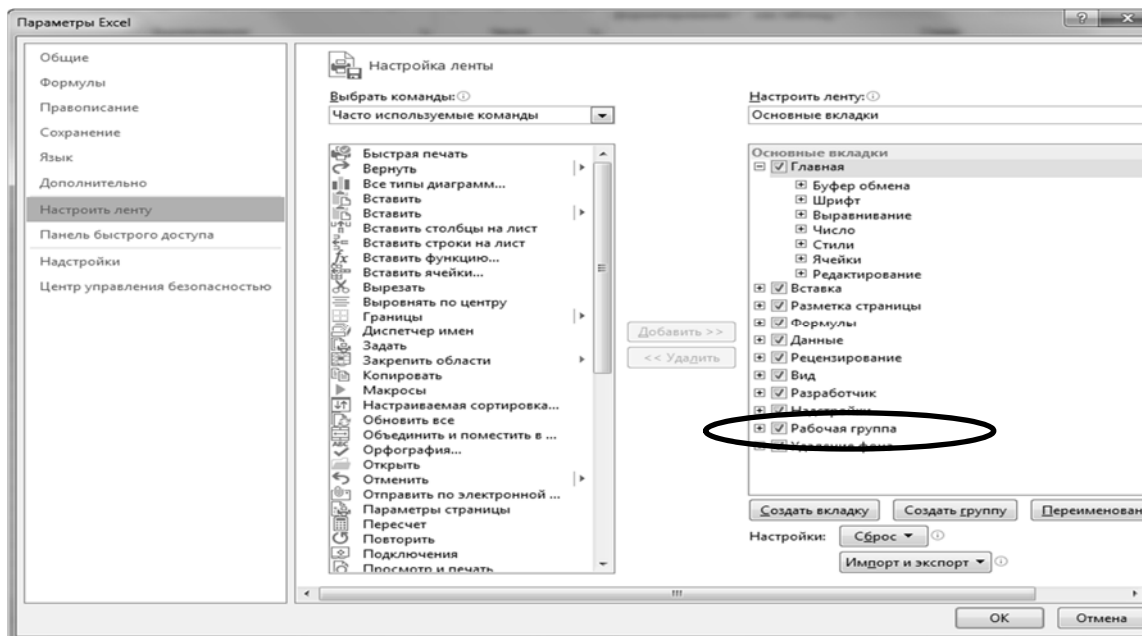 Параметры Excel
Общие
Формулы
Правописание
Сохранение
Язык
Дополнительно
Настроить ленту
Панель быстрого доступа
Надстройки
Центр управления безопасностью
Настройка ленты
Выбрать команды:
Часто используемые команды
Быстрая печать
Вернуть
Все типы диаграмм...
Вставить
Вставить
Вставить столбцы на лист
Вставить строки на лист
Вставить функцию...
Вставить ячейки...
Вырезать
Выровнять по центру
Границы
Диспетчер имен
Задать
Закрепить области
Копировать
Макросы
Настраиваемая сортировка...
Обновить все
Объединить и поместить в ...
Орфография...
Открыть
Отменить
Отправить по электронной ...
Параметры страницы
Пересчет
Повторить
Подключения
Просмотр и печать
Добавить >>
<< Удалить
Настроить ленту:
Основные вкладки
Основные вкладки
Главная
Буфер обмена
Шрифт
Выравнивание
Число
Стили
Ячейки
Редактирование
Вставка
Разметка страницы
Формулы
Данные
Рецензирование
Вид
Разработчик
Надстройки
Рабочая группа
Удаление фона
Создать вкладку
Создать группу
Переименован
Настройки:
Сброс
Импорт и экспорт
ОК
Отмена